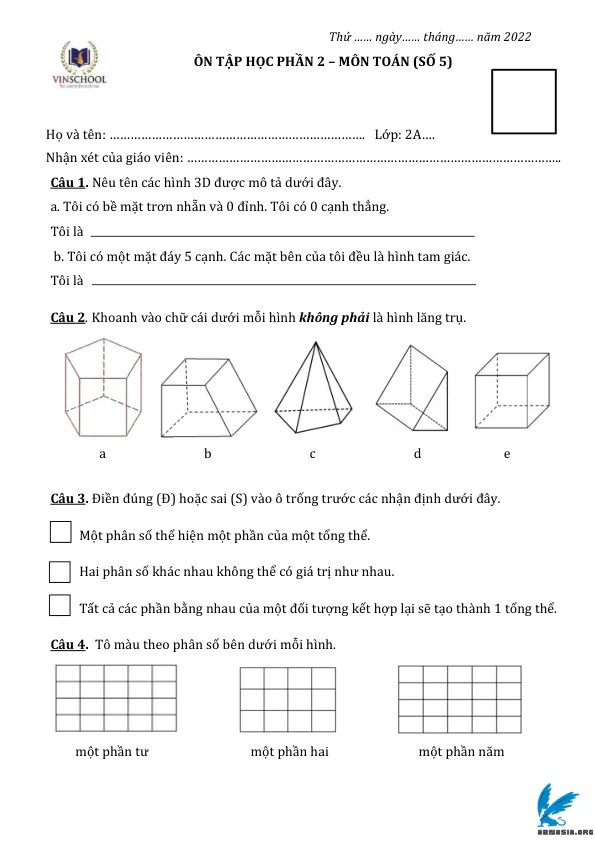 Thứ …… ngày…… tháng…… năm 2022
VINSCHOOL
ÔN TẬP HỌC PHẦN 2 – MÔN TOÁN (SỐ 5)
Họ và tên: ………………………………………………………………. Lớp: 2A….
Nhận xét của giáo viên: ……………………………………………………………………………………………..
Câu 1. Nêu tên các hình 3D được mô tả dưới đây.
a. Tôi có bề mặt trơn nhẵn và 0 đỉnh. Tôi có 0 cạnh thẳng.
Tôi là
b. Tôi có một mặt đáy 5 cạnh. Các mặt bên của tôi đều là hình tam giác.
Tôi là
Câu 2. Khoanh vào chữ cái dưới mỗi hình không phải là hình lăng trụ.
a b c d e
Câu 3. Điền đúng (Đ) hoặc sai (S) vào ô trống trước các nhận định dưới đây.
Một phân số thể hiện một phần của một tổng thể.
Hai phân số khác nhau không thể có giá trị như nhau.
Tất cả các phần bằng nhau của một đối tượng kết hợp lại sẽ tạo thành 1 tổng thể.
Câu 4. Tô màu theo phân số bên dưới mỗi hình.
một phần tư một phần hai một phần năm
ABNASIA.ORG